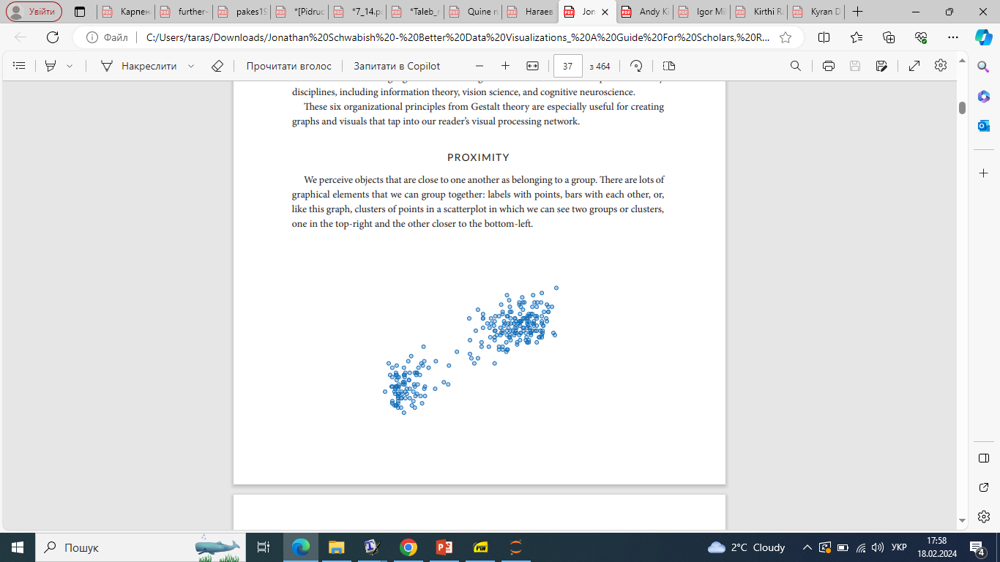 Увійти
Карпен
further-
pakes19
*[Pidruc
*7_14.p
*Taleb_r
Quine n
Нагаев
Jon
Andy Ki
Igor Mi
Kirthi R
Kyran D
Файл
C:/Users/taras/Downloads/Jonathan%20Schwabish%20-%20Better%20Data%20Visualizations_%20A%20Guide%20For%20Scholars,%20R...
Накреслити
Прочитати вголос
Запитати в Copilot
37
з 464
disciplines, including information theory, vision science, and cognitive neuroscience.
These six organizational principles from Gestalt theory are especially useful for creating
graphs and visuals that tap into our reader's visual processing network.
PROXIMITY
We perceive objects that are close to one another as belonging to a group. There are lots of
graphical elements that we can group together: labels with points, bars with each other, or,
like this graph, clusters of points in a scatterplot in which we can see two groups or clusters,
one in the top-right and the other closer to the bottom-left.
Пошук
2°C Cloudy
УКР
17:58
18.02.2024
4